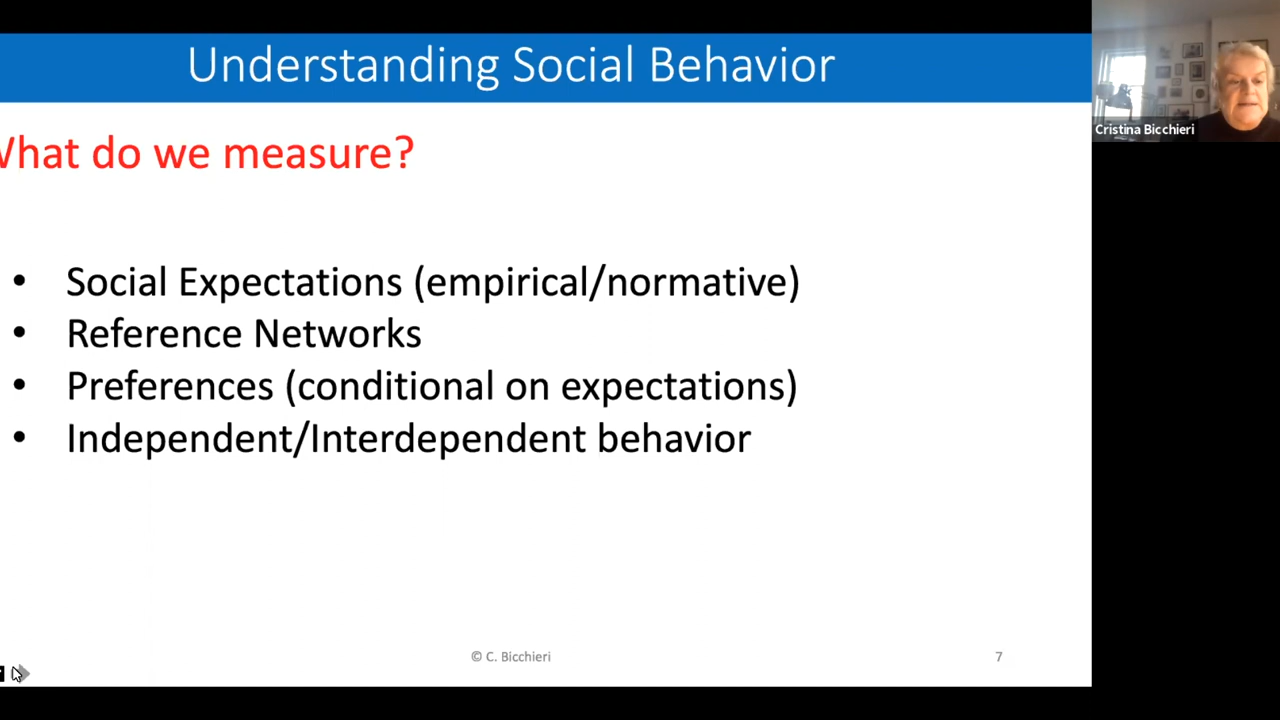 Understanding Social Behavior
What do we measure?
• Social Expectations (empirical/normative)
• Reference Networks
• Preferences (conditional on expectations)
• Independent/Interdependent behavior
© C. Bicchieri
7
Cristina Bicchieri